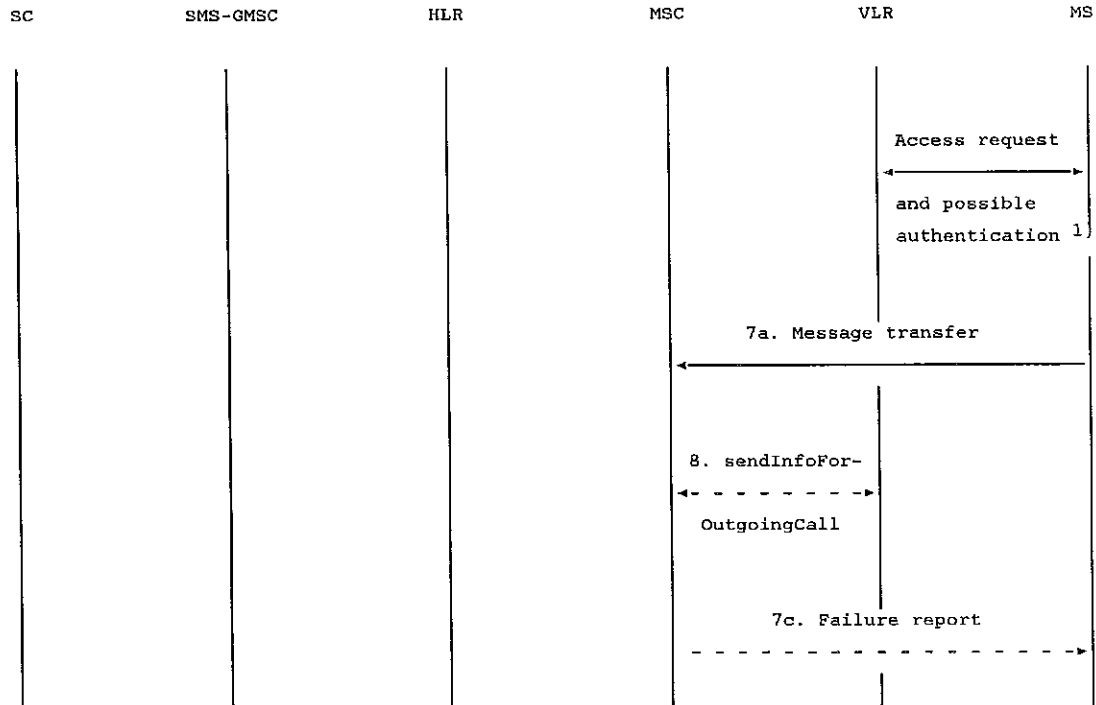 SC SMS-GMSC HLR MSC VLR MS
Access request
and possible
authentication 1)
7a. Message transfer
8. sendInfoFor-
OutgoingCall
7c. Failure report